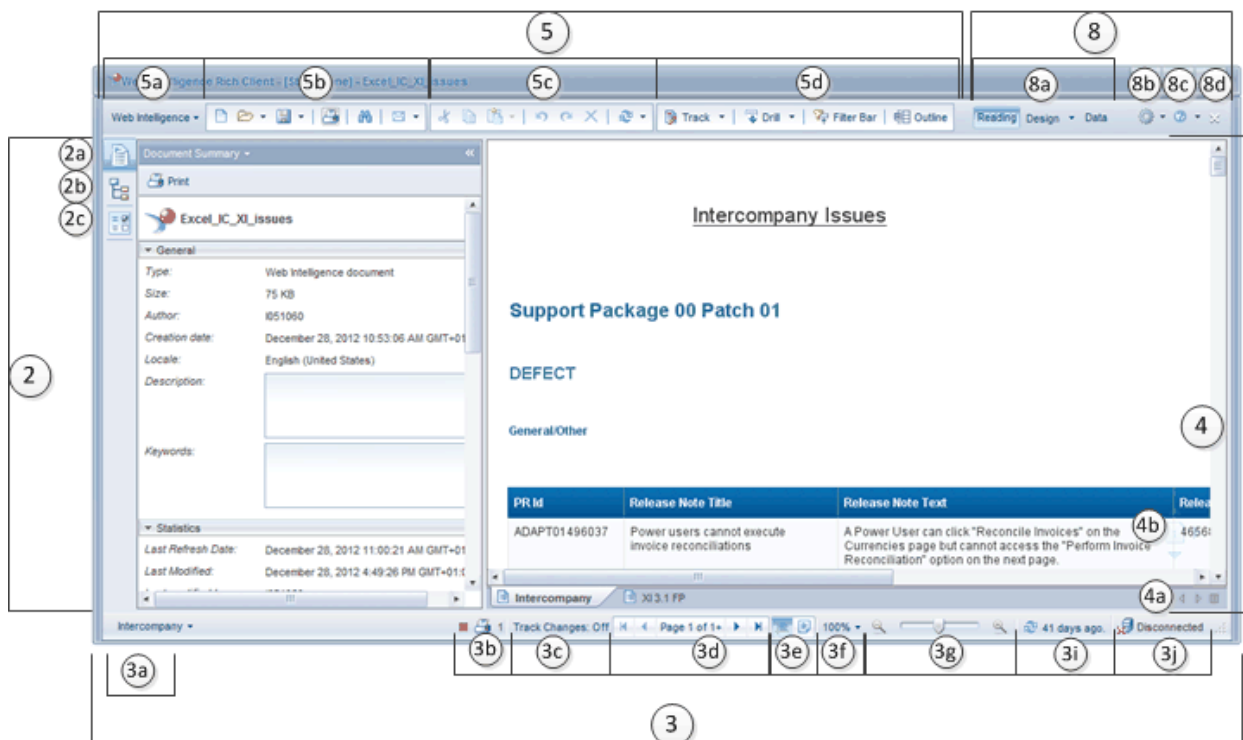 5
8
5a
5b
5c
5d
8a
8b
8c
8d
Web Intelligence Rich Client - [Standalone] - Excel_IC_XI_issues
Web Intelligence
Track
Drill
Filter Bar
Outline
Reading
Design
Data
2a
2b
2c
2
Document Summary
Print
Excel_IC_XI_issues
General
Type: Web Intelligence document
Size: 75 KB
Author: I051060
Creation date: December 28, 2012 10:53:06 AM GMT+01
Locale: English (United States)
Description:
Keywords:
Statistics
Last Refresh Date: December 28, 2012 11:00:21 AM GMT+01
Last Modified: December 28, 2012 4:49:26 PM GMT+01:0
Intercompany Issues
Support Package 00 Patch 01
DEFECT
General/Other
4
PR Id
Release Note Title
Release Note Text
Relea
ADAPT01496037
Power users cannot execute
invoice reconciliations
A Power User can click "Reconcile Invoices" on the
Currencies page but cannot access the "Perform Invoice
Reconciliation" option on the next page.
4b
4656
Intercompany
XI 3.1 FP
4a
Intercompany
1
Track Changes: Off
Page 1 of 1+
100%
41 days ago.
Disconnected
3a
3b
3c
3d
3e
3f
3g
3i
3j
3